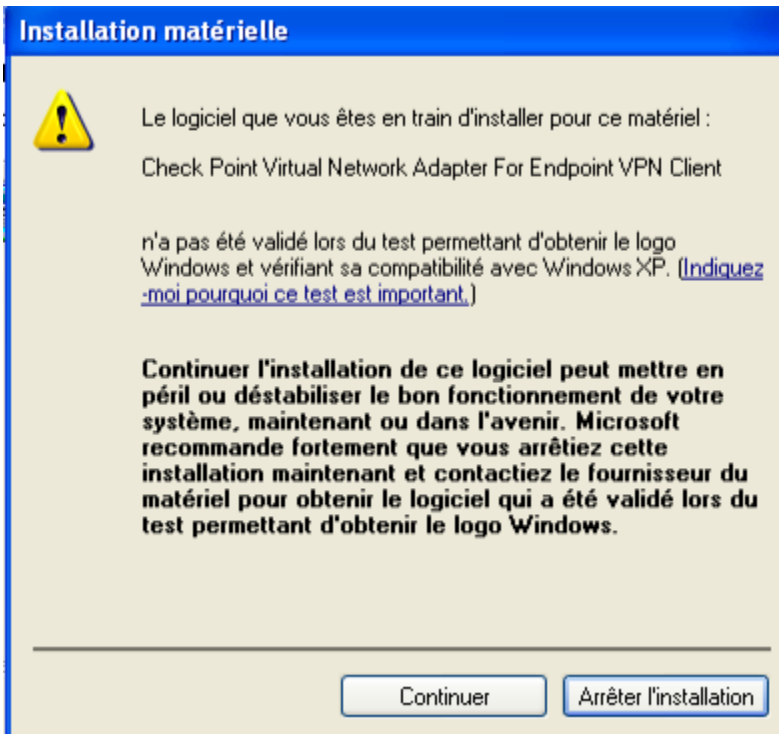 Installation matérielle
Le logiciel que vous êtes en train d'installer pour ce matériel :
Check Point Virtual Network Adapter For Endpoint VPN Client
n'a pas été validé lors du test permettant d'obtenir le logo
Windows et vérifiant sa compatibilité avec Windows XP. (Indiquez
-moi pourquoi ce test est important.)
Continuer l'installation de ce logiciel peut mettre en
péril ou déstabiliser le bon fonctionnement de votre
système, maintenant ou dans l'avenir. Microsoft
recommande fortement que vous arrêtiez cette
installation maintenant et contactiez le fournisseur du
matériel pour obtenir le logiciel qui a été validé lors du
test permettant d'obtenir le logo Windows.
Continuer
Arrêter l'installation